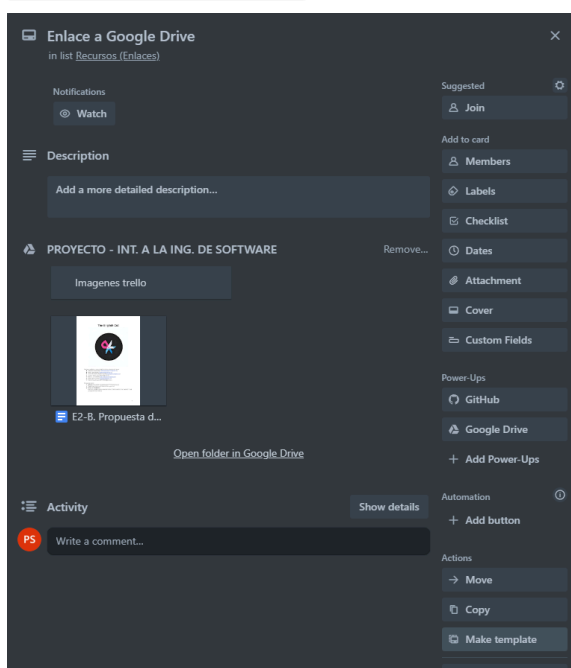 Enlace a Google Drive
in list Recursos (Enlaces)
Notifications
Watch
Description
Add a more detailed description...
PROYECTO - INT. A LA ING. DE SOFTWARE
Remove...
Imagenes trello
E2-8. Propuesta d...
Open folder in Google Drive
Activity
Show details
PS
Write a comment...
Suggested
Join
Add to card
Members
Labels
Checklist
Dates
Attachment
Cover
Custom Fields
Power-Ups
GitHub
Google Drive
+ Add Power-Ups
Automation
+ Add button
Actions
→ Move
Copy
Make template